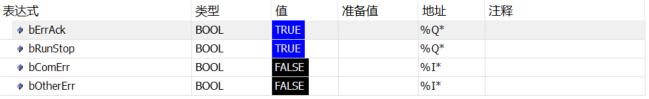 表达式 类型 值 准备值 地址 注释
bErrAck BOOL TRUE %Q*
bRunStop BOOL TRUE %Q*
bComErr BOOL FALSE %I*
bOtherErr BOOL FALSE %I*